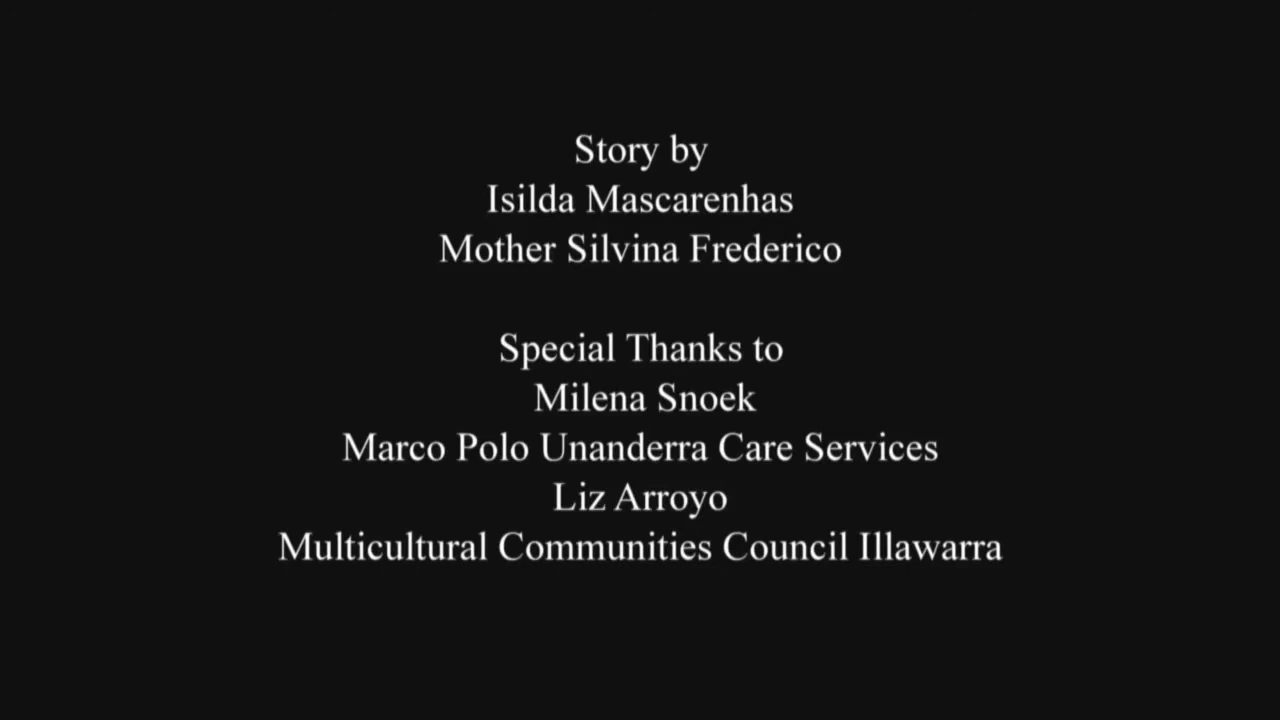 Story by
Isilda Mascarenhas
Mother Silvina Frederico
Special Thanks to
Milena Snoek
Marco Polo Unanderra Care Services
Liz Arroyo
Multicultural Communities Council Illawarra